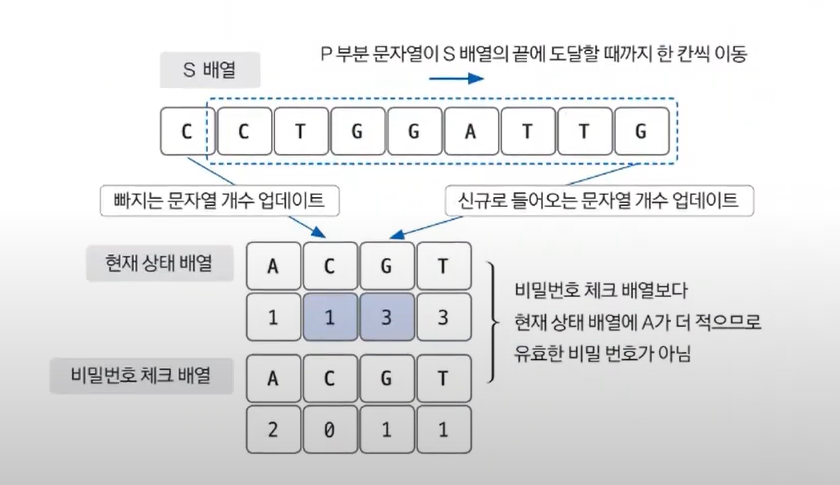 P 부분 문자열이 S 배열의 끝에 도달할 때까지 한 칸씩 이동
S 배열
C C T G G A T T G
빠지는 문자열 개수 업데이트
신규로 들어오는 문자열 개수 업데이트
현재 상태 배열
A C G T
1 1 3 3
비밀번호 체크 배열보다
현재 상태 배열에 A가 더 적으므로
유효한 비밀 번호가 아님
비밀번호 체크 배열
A C G T
2 0 1 1